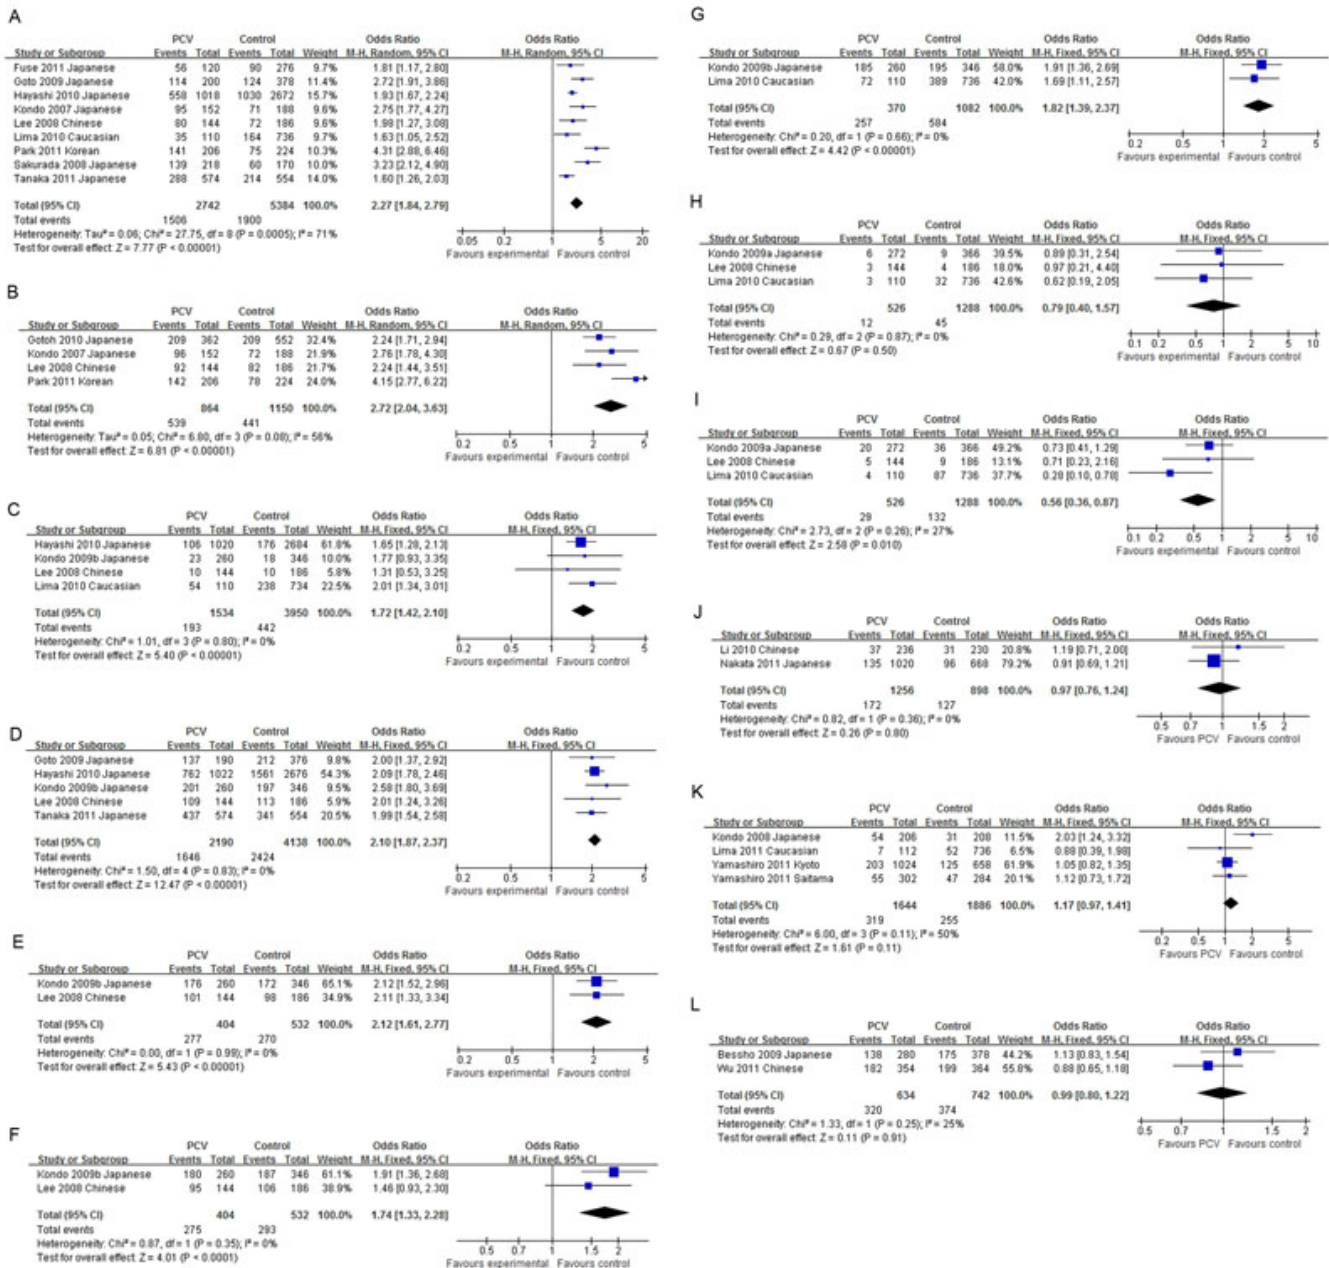 A
PCV Control Odds Ratio Odds Ratio
Study or Subgroup Events Total Events Total Weight M-H, Random, 95% CI M-H, Random, 95% CI
Fuse 2011 Japanese 56 120 90 276 9.7% 1.81 [1.17, 2.80]
Goto 2009 Japanese 114 200 124 378 11.6% 2.72 [1.91, 3.86]
Hayashi 2010 Japanese 558 1018 1030 2672 15.7% 1.93 [1.67, 2.24]
Kondo 2007 Japanese 95 152 71 188 9.6% 2.75 [1.77, 4.27]
Lee 2008 Chinese 80 144 72 186 9.6% 1.98 [1.27, 3.08]
Lima 2010 Caucasian 35 110 164 736 9.8% 1.63 [1.05, 2.52]
Park 2011 Korean 141 206 75 224 10.3% 4.31 [2.88, 6.46]
Sakurada 2008 Japanese 139 218 60 170 9.9% 3.23 [2.12, 4.90]
Tanaka 2011 Japanese 288 574 214 554 14.0% 1.60 [1.26, 2.03]
Total (95% CI) 2742 5384 100.0% 2.27 [1.84, 2.79]
Total events 1506 1900
Heterogeneity: Tau² = 0.06; Chi² = 27.75, df = 8 (P = 0.0005); I² = 71%
Test for overall effect: Z = 7.77 (P < 0.00001)
0.05 0.2 1 5 20
Favours experimental Favours control
B
PCV Control Odds Ratio Odds Ratio
Study or Subgroup Events Total Events Total Weight M-H, Random, 95% CI M-H, Random, 95% CI
Gotoh 2010 Japanese 209 362 209 552 32.4% 2.24 [1.71, 2.94]
Kondo 2007 Japanese 96 152 72 188 21.9% 2.76 [1.78, 4.30]
Lee 2008 Chinese 92 144 82 186 21.7% 2.24 [1.44, 3.51]
Park 2011 Korean 142 206 78 224 24.0% 4.15 [2.77, 6.22]
Total (95% CI) 864 1150 100.0% 2.72 [2.04, 3.63]
Total events 539 441
Heterogeneity: Tau² = 0.05; Chi² = 6.80, df = 3 (P = 0.08); I² = 56%
Test for overall effect: Z = 6.81 (P < 0.00001)
0.2 0.5 1 2 5
Favours experimental Favours control
C
PCV Control Odds Ratio Odds Ratio
Study or Subgroup Events Total Events Total Weight M-H, Fixed, 95% CI M-H, Fixed, 95% CI
Hayashi 2010 Japanese 106 1020 176 2684 61.8% 1.65 [1.28, 2.13]
Kondo 2009b Japanese 23 260 18 346 10.0% 1.77 [0.93, 3.35]
Lee 2008 Chinese 10 144 10 186 5.8% 1.31 [0.53, 3.25]
Lima 2010 Caucasian 54 110 238 734 22.5% 2.01 [1.34, 3.01]
Total (95% CI) 1534 3950 100.0% 1.72 [1.42, 2.10]
Total events 193 442
Heterogeneity: Chi² = 1.01, df = 3 (P = 0.80); I² = 0%
Test for overall effect: Z = 5.40 (P < 0.00001)
0.2 0.5 1 2 5
Favours experimental Favours control
D
PCV Control Odds Ratio Odds Ratio
Study or Subgroup Events Total Events Total Weight M-H, Fixed, 95% CI M-H, Fixed, 95% CI
Goto 2009 Japanese 137 190 212 376 9.8% 2.00 [1.37, 2.92]
Hayashi 2010 Japanese 762 1022 1561 2676 54.3% 2.09 [1.78, 2.46]
Kondo 2009b Japanese 201 260 197 346 9.5% 2.58 [1.80, 3.69]
Lee 2008 Chinese 109 144 113 186 5.9% 2.01 [1.24, 3.26]
Tanaka 2011 Japanese 437 574 341 554 20.5% 1.99 [1.54, 2.58]
Total (95% CI) 2190 4138 100.0% 2.10 [1.87, 2.37]
Total events 1646 2424
Heterogeneity: Chi² = 1.50, df = 4 (P = 0.83); I² = 0%
Test for overall effect: Z = 12.47 (P < 0.00001)
0.2 0.5 1 2 5
Favours experimental Favours control
E
PCV Control Odds Ratio Odds Ratio
Study or Subgroup Events Total Events Total Weight M-H, Fixed, 95% CI M-H, Fixed, 95% CI
Kondo 2009b Japanese 176 260 172 346 65.1% 2.12 [1.52, 2.96]
Lee 2008 Chinese 101 144 98 186 34.9% 2.11 [1.33, 3.34]
Total (95% CI) 404 532 100.0% 2.12 [1.61, 2.77]
Total events 277 270
Heterogeneity: Chi² = 0.00, df = 1 (P = 0.99); I² = 0%
Test for overall effect: Z = 5.43 (P < 0.00001)
0.2 0.5 1 2 5
Favours experimental Favours control
F
PCV Control Odds Ratio Odds Ratio
Study or Subgroup Events Total Events Total Weight M-H, Fixed, 95% CI M-H, Fixed, 95% CI
Kondo 2009b Japanese 180 260 187 346 61.1% 1.91 [1.36, 2.68]
Lee 2008 Chinese 95 144 106 186 38.9% 1.46 [0.93, 2.30]
Total (95% CI) 404 532 100.0% 1.74 [1.33, 2.28]
Total events 275 293
Heterogeneity: Chi² = 0.87, df = 1 (P = 0.35); I² = 0%
Test for overall effect: Z = 4.01 (P < 0.0001)
0.5 0.7 1 1.5 2
Favours experimental Favours control
G
PCV Control Odds Ratio Odds Ratio
Study or Subgroup Events Total Events Total Weight M-H, Fixed, 95% CI M-H, Fixed, 95% CI
Kondo 2009b Japanese 185 260 195 346 58.0% 1.91 [1.36, 2.69]
Lima 2010 Caucasian 72 110 389 736 42.0% 1.69 [1.11, 2.57]
Total (95% CI) 370 1082 100.0% 1.82 [1.39, 2.37]
Total events 257 584
Heterogeneity: Chi² = 0.20, df = 1 (P = 0.66); I² = 0%
Test for overall effect: Z = 4.42 (P < 0.00001)
0.2 0.5 1 2 5
Favours experimental Favours control
H
PCV Control Odds Ratio Odds Ratio
Study or Subgroup Events Total Events Total Weight M-H, Fixed, 95% CI M-H, Fixed, 95% CI
Kondo 2009a Japanese 6 272 9 366 39.5% 0.89 [0.31, 2.54]
Lee 2008 Chinese 3 144 4 186 18.0% 0.97 [0.21, 4.40]
Lima 2010 Caucasian 3 110 32 736 42.6% 0.62 [0.19, 2.05]
Total (95% CI) 526 1288 100.0% 0.79 [0.40, 1.57]
Total events 12 45
Heterogeneity: Chi² = 0.29, df = 2 (P = 0.87); I² = 0%
Test for overall effect: Z = 0.67 (P = 0.50)
0.1 0.2 0.5 1 2 5 10
Favours experimental Favours control
I
PCV Control Odds Ratio Odds Ratio
Study or Subgroup Events Total Events Total Weight M-H, Fixed, 95% CI M-H, Fixed, 95% CI
Kondo 2009a Japanese 20 272 36 366 49.2% 0.73 [0.41, 1.29]
Lee 2008 Chinese 5 144 9 186 13.1% 0.71 [0.23, 2.16]
Lima 2010 Caucasian 4 110 87 736 37.7% 0.28 [0.10, 0.78]
Total (95% CI) 526 1288 100.0% 0.56 [0.36, 0.87]
Total events 29 132
Heterogeneity: Chi² = 2.73, df = 2 (P = 0.26); I² = 27%
Test for overall effect: Z = 2.58 (P = 0.010)
0.1 0.2 0.5 1 2 5 10
Favours experimental Favours control
J
PCV Control Odds Ratio Odds Ratio
Study or Subgroup Events Total Events Total Weight M-H, Fixed, 95% CI M-H, Fixed, 95% CI
Li 2010 Chinese 37 236 31 230 20.8% 1.19 [0.71, 2.00]
Nakata 2011 Japanese 135 1020 96 668 79.2% 0.91 [0.69, 1.21]
Total (95% CI) 1256 898 100.0% 0.97 [0.76, 1.24]
Total events 172 127
Heterogeneity: Chi² = 0.82, df = 1 (P = 0.36); I² = 0%
Test for overall effect: Z = 0.26 (P = 0.80)
0.5 0.7 1 1.5 2
Favours PCV Favours control
K
PCV Control Odds Ratio Odds Ratio
Study or Subgroup Events Total Events Total Weight M-H, Fixed, 95% CI M-H, Fixed, 95% CI
Kondo 2008 Japanese 54 206 31 208 11.5% 2.03 [1.24, 3.32]
Lima 2011 Caucasian 7 112 52 736 6.5% 0.88 [0.39, 1.98]
Yamashiro 2011 Kyoto 203 1024 125 658 61.9% 1.05 [0.82, 1.35]
Yamashiro 2011 Saitama 55 302 47 284 20.1% 1.12 [0.73, 1.72]
Total (95% CI) 1644 1886 100.0% 1.17 [0.97, 1.41]
Total events 319 255
Heterogeneity: Chi² = 6.00, df = 3 (P = 0.11); I² = 50%
Test for overall effect: Z = 1.61 (P = 0.11)
0.2 0.5 1 2 5
Favours experimental Favours control
L
PCV Control Odds Ratio Odds Ratio
Study or Subgroup Events Total Events Total Weight M-H, Fixed, 95% CI M-H, Fixed, 95% CI
Bessho 2009 Japanese 138 280 175 378 44.2% 1.13 [0.83, 1.54]
Wu 2011 Chinese 182 354 199 364 55.8% 0.88 [0.65, 1.18]
Total (95% CI) 634 742 100.0% 0.99 [0.80, 1.22]
Total events 320 374
Heterogeneity: Chi² = 1.33, df = 1 (P = 0.25); I² = 25%
Test for overall effect: Z = 0.11 (P = 0.91)
0.5 0.7 1 1.5 2
Favours PCV Favours control